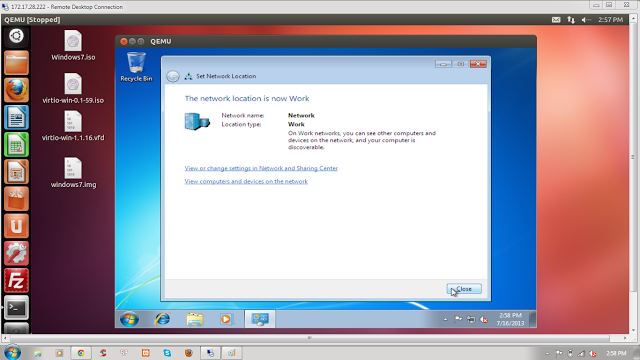 172.17.28.222 - Remote Desktop Connection
QEMU [Stopped]
2:57 PM
Windows7.iso
virtio-win-0.1-59.iso
virtio-win-1.1.16.vfd
windows7.img
QEMU
Recycle Bin
Set Network Location
The network location is now Work
Network name: Network
Location type: Work
On Work networks, you can see other computers and
devices on the network, and your computer is
discoverable.
View or change settings in Network and Sharing Center
View computers and devices on the network
Close
2:58 PM
7/16/2013
2:58 PM